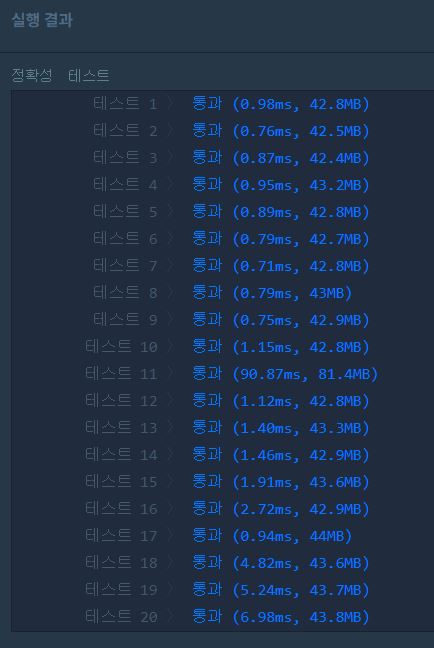 실행 결과
정확성 테스트
테스트 1 〉 통과 (0.98ms, 42.8MB)
테스트 2 〉 통과 (0.76ms, 42.5MB)
테스트 3 〉 통과 (0.87ms, 42.4MB)
테스트 4 〉 통과 (0.95ms, 43.2MB)
테스트 5 〉 통과 (0.89ms, 42.8MB)
테스트 6 〉 통과 (0.79ms, 42.7MB)
테스트 7 〉 통과 (0.71ms, 42.8MB)
테스트 8 〉 통과 (0.79ms, 43MB)
테스트 9 〉 통과 (0.75ms, 42.9MB)
테스트 10 〉 통과 (1.15ms, 42.8MB)
테스트 11 〉 통과 (90.87ms, 81.4MB)
테스트 12 〉 통과 (1.12ms, 42.8MB)
테스트 13 〉 통과 (1.40ms, 43.3MB)
테스트 14 〉 통과 (1.46ms, 42.9MB)
테스트 15 〉 통과 (1.91ms, 43.6MB)
테스트 16 〉 통과 (2.72ms, 42.9MB)
테스트 17 〉 통과 (0.94ms, 44MB)
테스트 18 〉 통과 (4.82ms, 43.6MB)
테스트 19 〉 통과 (5.24ms, 43.7MB)
테스트 20 〉 통과 (6.98ms, 43.8MB)